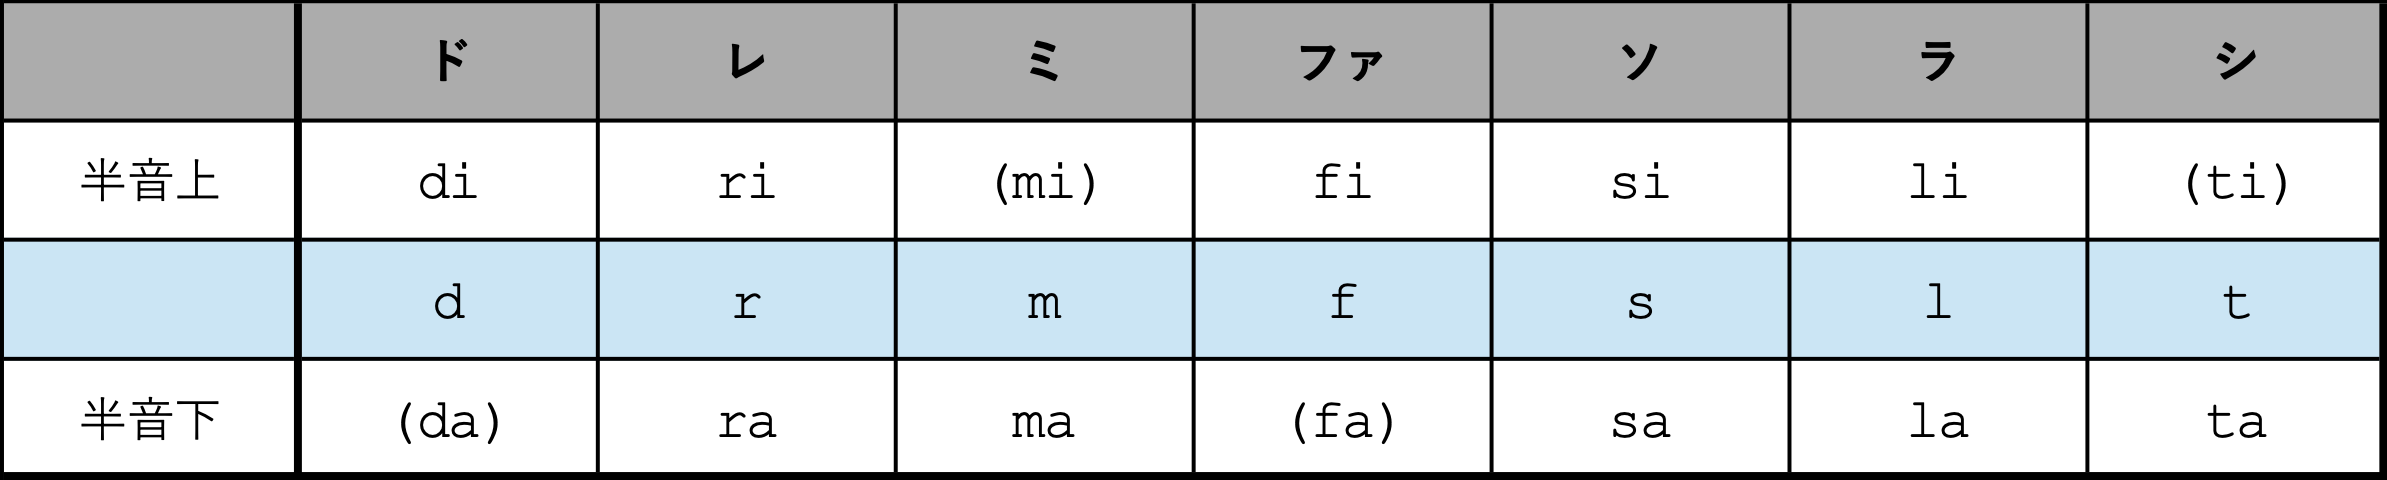 ド レ ミ ファ ソ ラ シ
半音上 di ri (mi) fi si li (ti)
d r m f s l t
半音下 (da) ra ma (fa) sa la ta